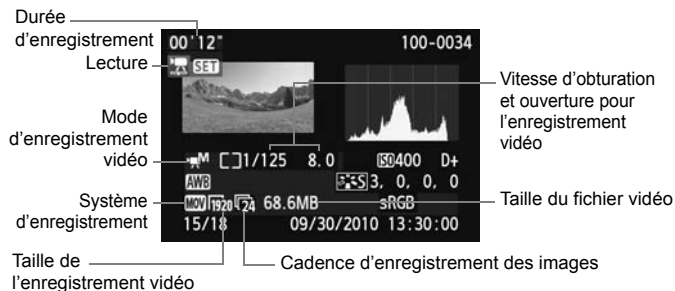 Durée
d'enregistrement
Lecture
Mode
d'enregistrement
vidéo
Système
d'enregistrement
Taille de
l'enregistrement vidéo
00'12"
100-0034
SET
M 1/125 8.0 ISO400 D+
AWB S 3, 0, 0, 0
MOV 1920 24 68.6MB sRGB
15/18 09/30/2010 13:30:00
Vitesse d'obturation
et ouverture pour
l'enregistrement
vidéo
Taille du fichier vidéo
Cadence d'enregistrement des images